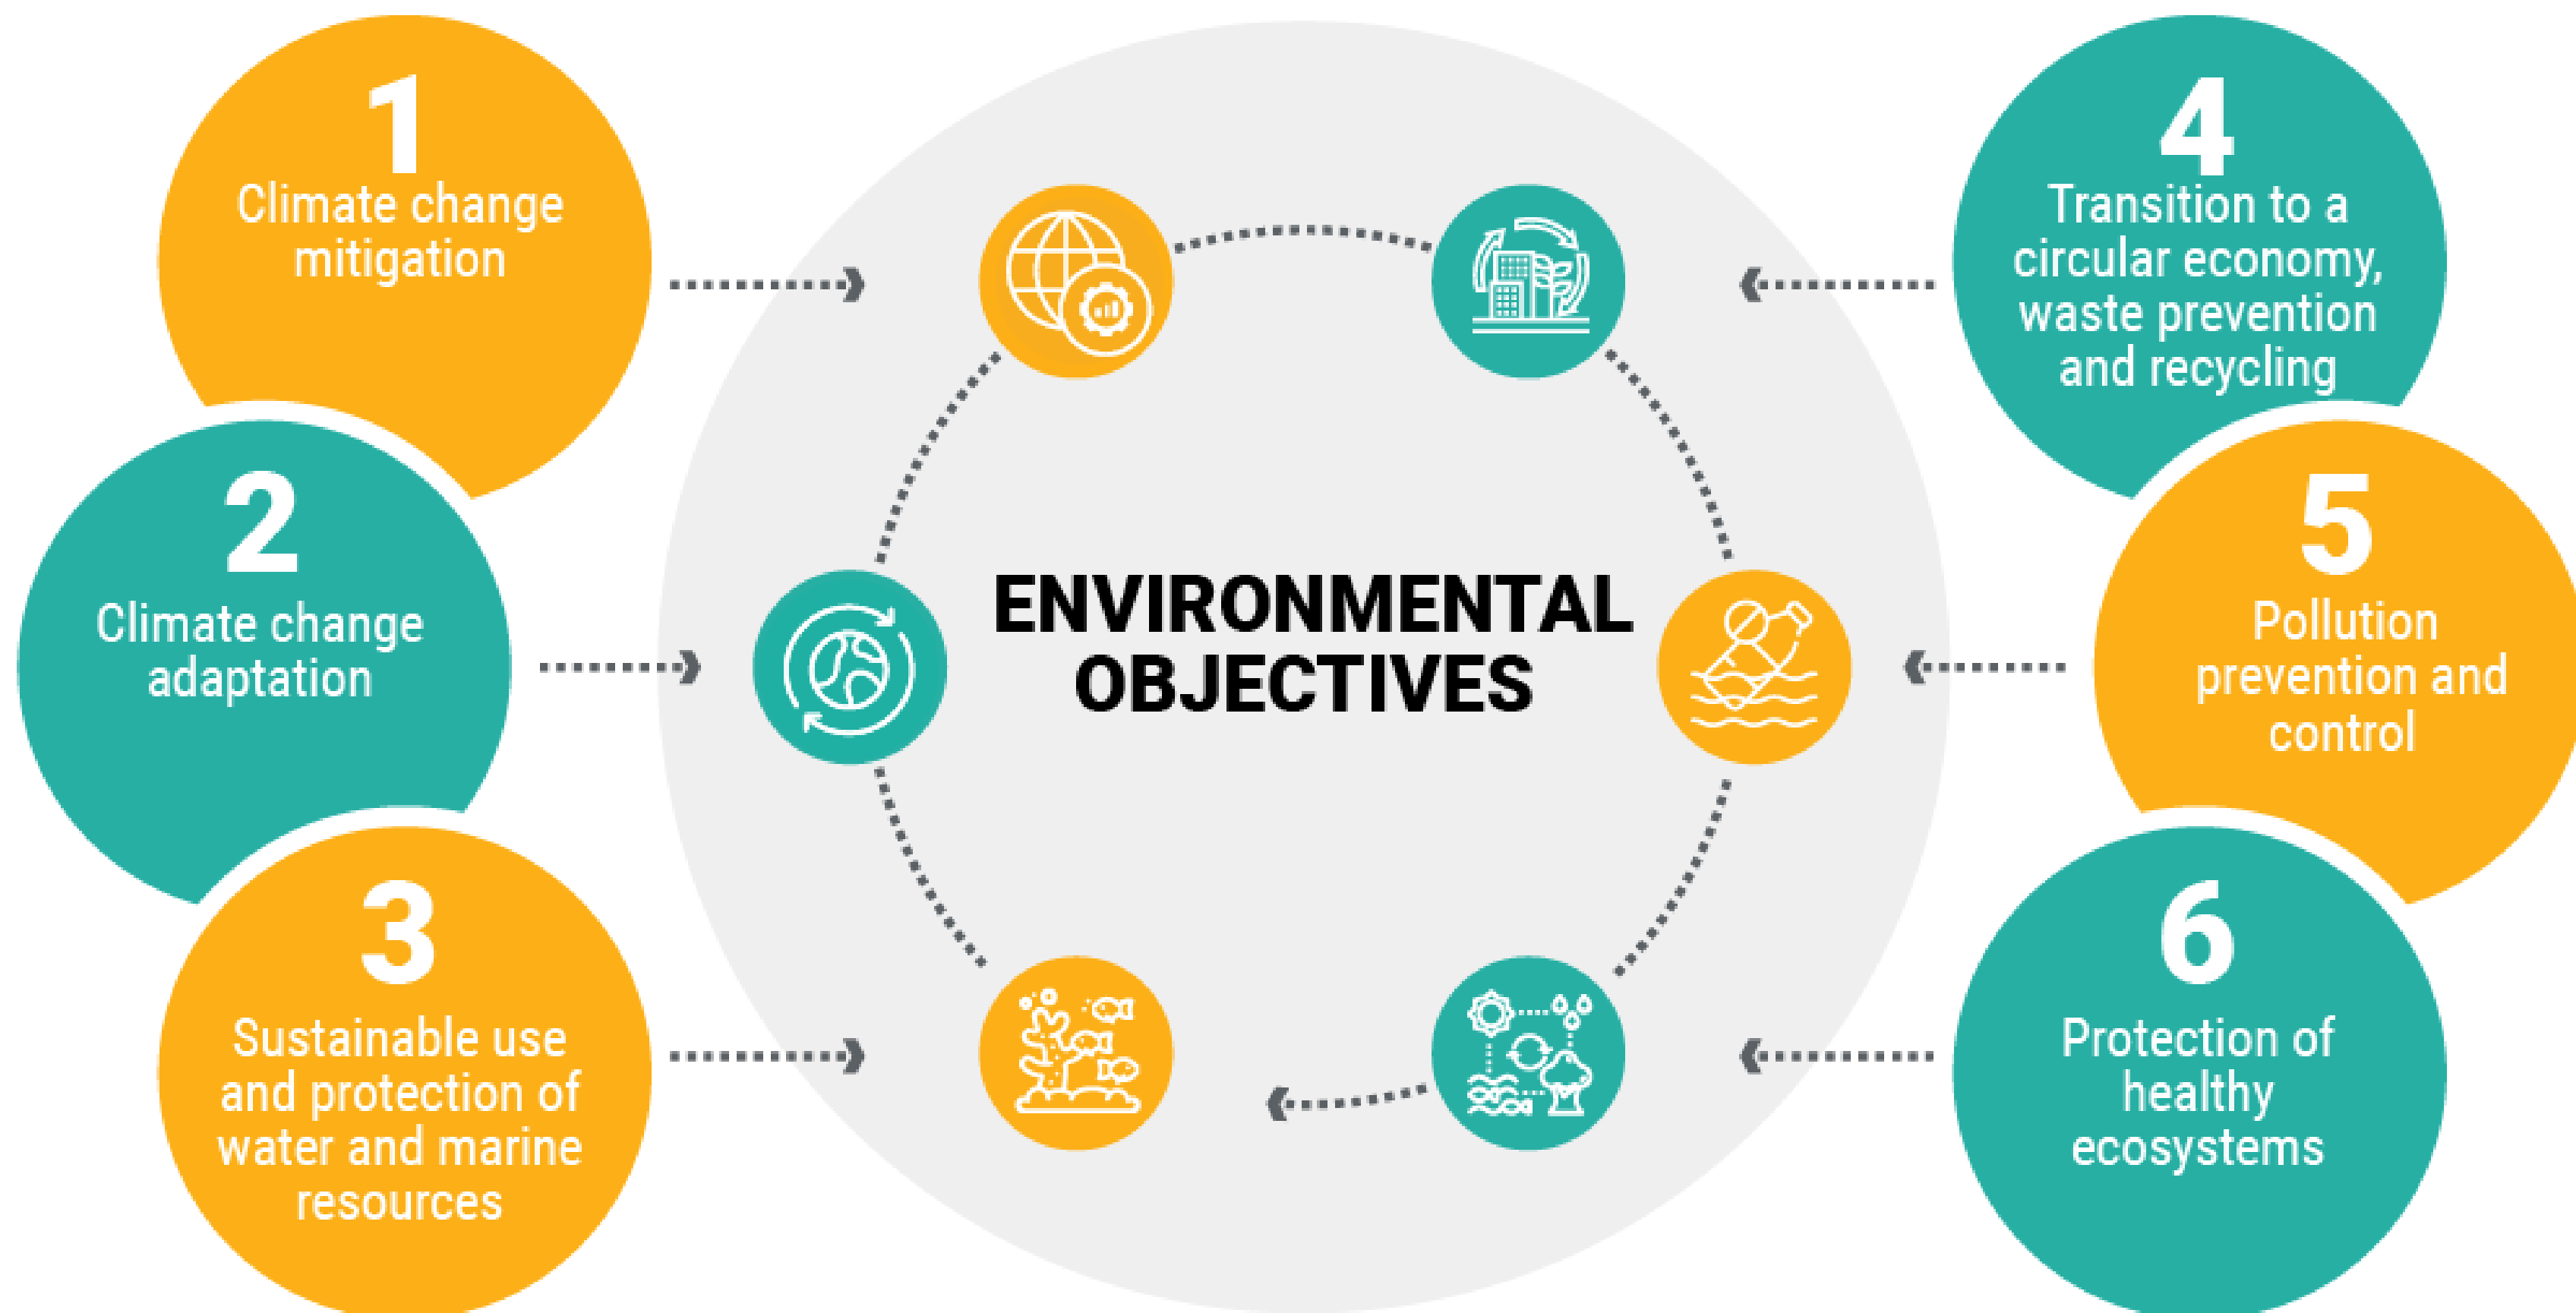 1
Climate change
mitigation
2
Climate change
adaptation
3
Sustainable use
and protection of
water and marine
resources
ENVIRONMENTAL
OBJECTIVES
4
Transition to a
circular economy,
waste prevention
and recycling
5
Pollution
prevention and
control
6
Protection of
healthy
ecosystems